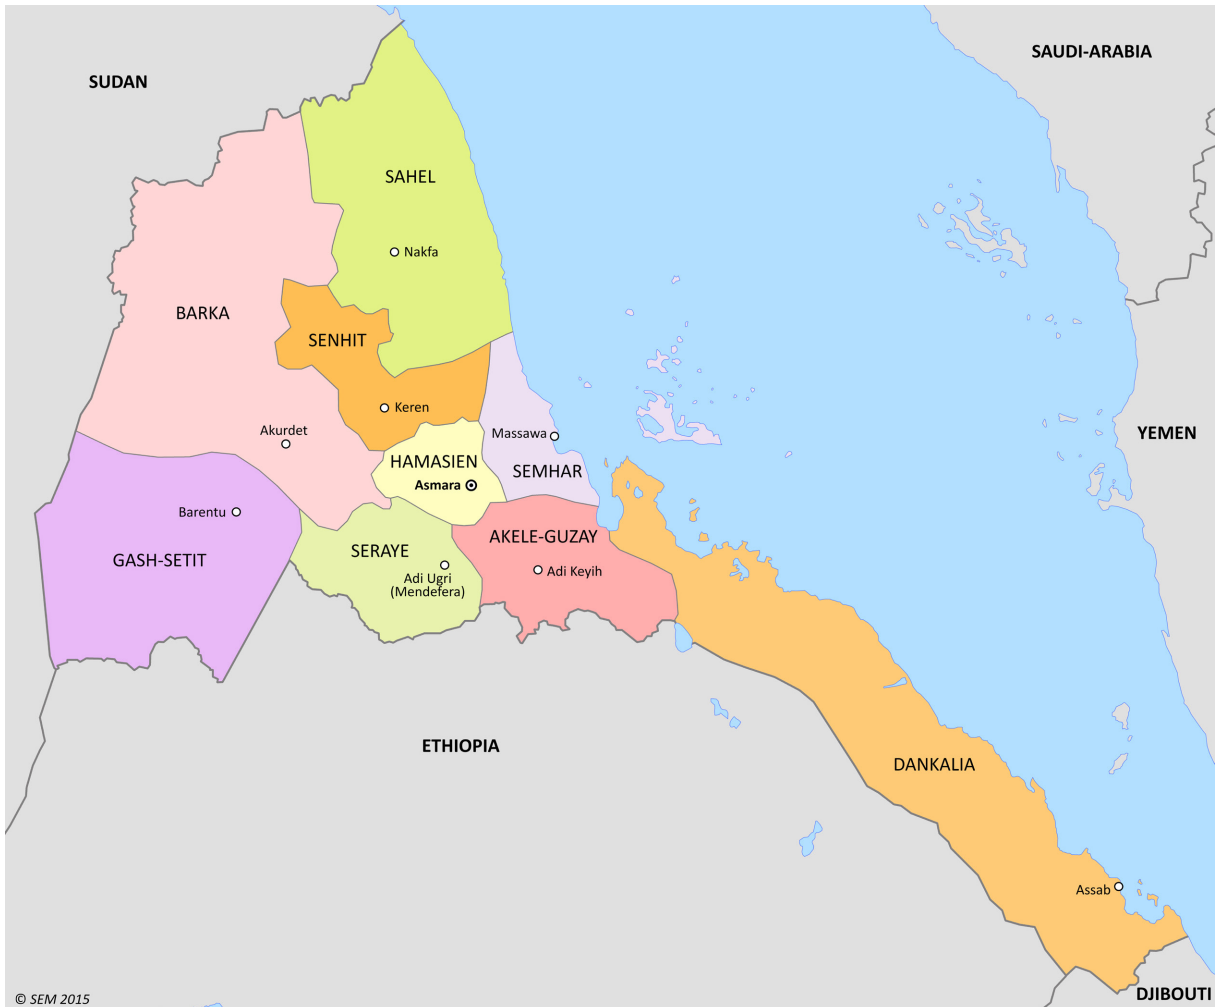 SAUDI-ARABIA
SUDAN
SAHEL
Nakfa
BARKA
SENHIT
Keren
Akurdet
Massawa
YEMEN
HAMASIEN
SEMHAR
Asmara
Barentu
AKELE-GUZAY
SERAYE
GASH-SETIT
Adi Keyih
Adi Ugri
(Mendefera)
ETHIOPIA
DANKALIA
Assab
DJIBOUTI
© SEM 2015